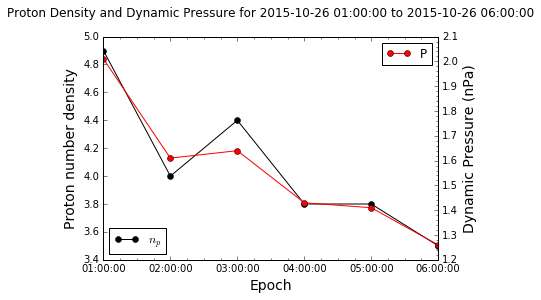 Proton Density and Dynamic Pressure for 2015-10-26 01:00:00 to 2015-10-26 06:00:00
5.0
4.8
4.6
4.4
4.2
4.0
3.8
3.6
3.4
Proton number density
2.1
2.0
1.9
1.8
1.7
1.6
1.5
1.4
1.3
1.2
Dynamic Pressure (nPa)
P
n_p
01:00:00 02:00:00 03:00:00 04:00:00 05:00:00 06:00:00
Epoch